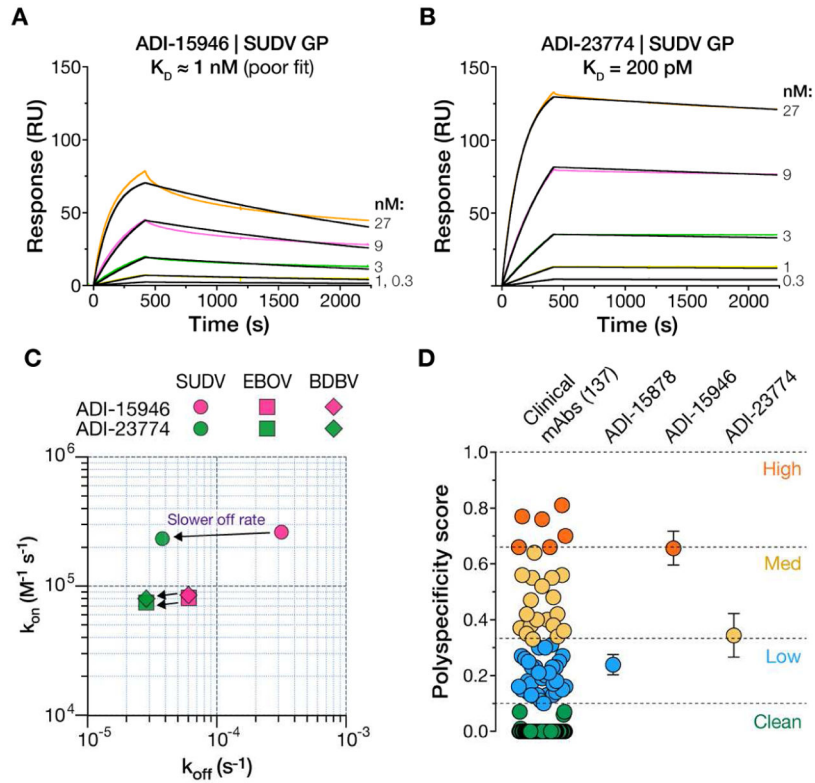 A
ADI-15946 | SUDV GP
K_D ≈ 1 nM (poor fit)
150
100
50
0
Response (RU)
nM:
27
9
3
1, 0.3
0
500
1000
1500
2000
Time (s)
B
ADI-23774 | SUDV GP
K_D = 200 pM
150
100
50
0
Response (RU)
nM:
27
9
3
1
0.3
0
500
1000
1500
2000
Time (s)
C
SUDV EBOV BDBV
ADI-15946
ADI-23774
10^6
10^5
10^4
k_on (M^-1 s^-1)
Slower off rate
10^-5
10^-4
10^-3
k_off (s^-1)
D
Clinical
mAbs (137)
ADI-15878
ADI-15946
ADI-23774
1.0
0.8
0.6
0.4
0.2
0.0
Polyspecificity score
High
Med
Low
Clean